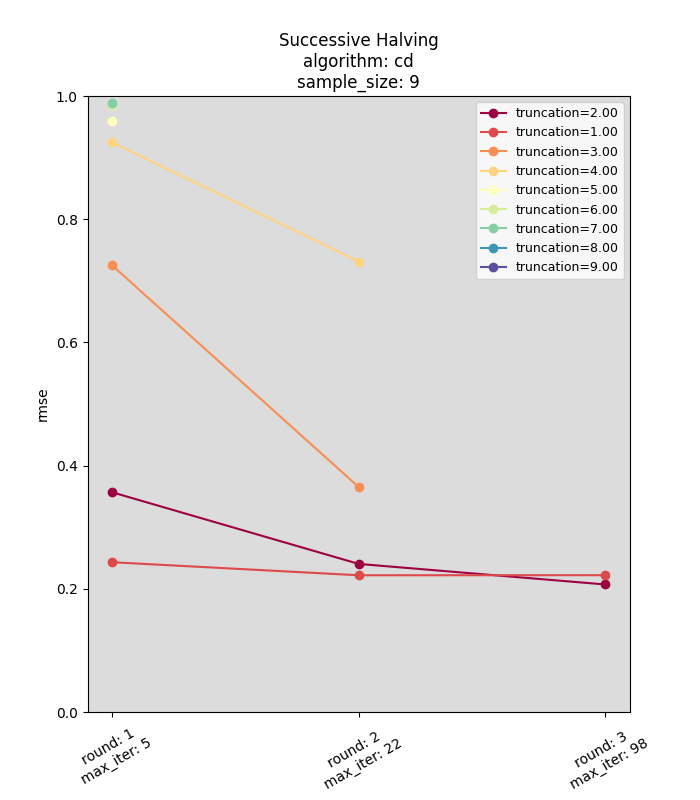 Successive Halving
algorithm: cd
sample_size: 9
1.0
0.8
0.6
0.4
0.2
0.0
rmse
truncation=2.00
truncation=1.00
truncation=3.00
truncation=4.00
truncation=5.00
truncation=6.00
truncation=7.00
truncation=8.00
truncation=9.00
round: 1
max_iter: 5
round: 2
max_iter: 22
round: 3
max_iter: 98